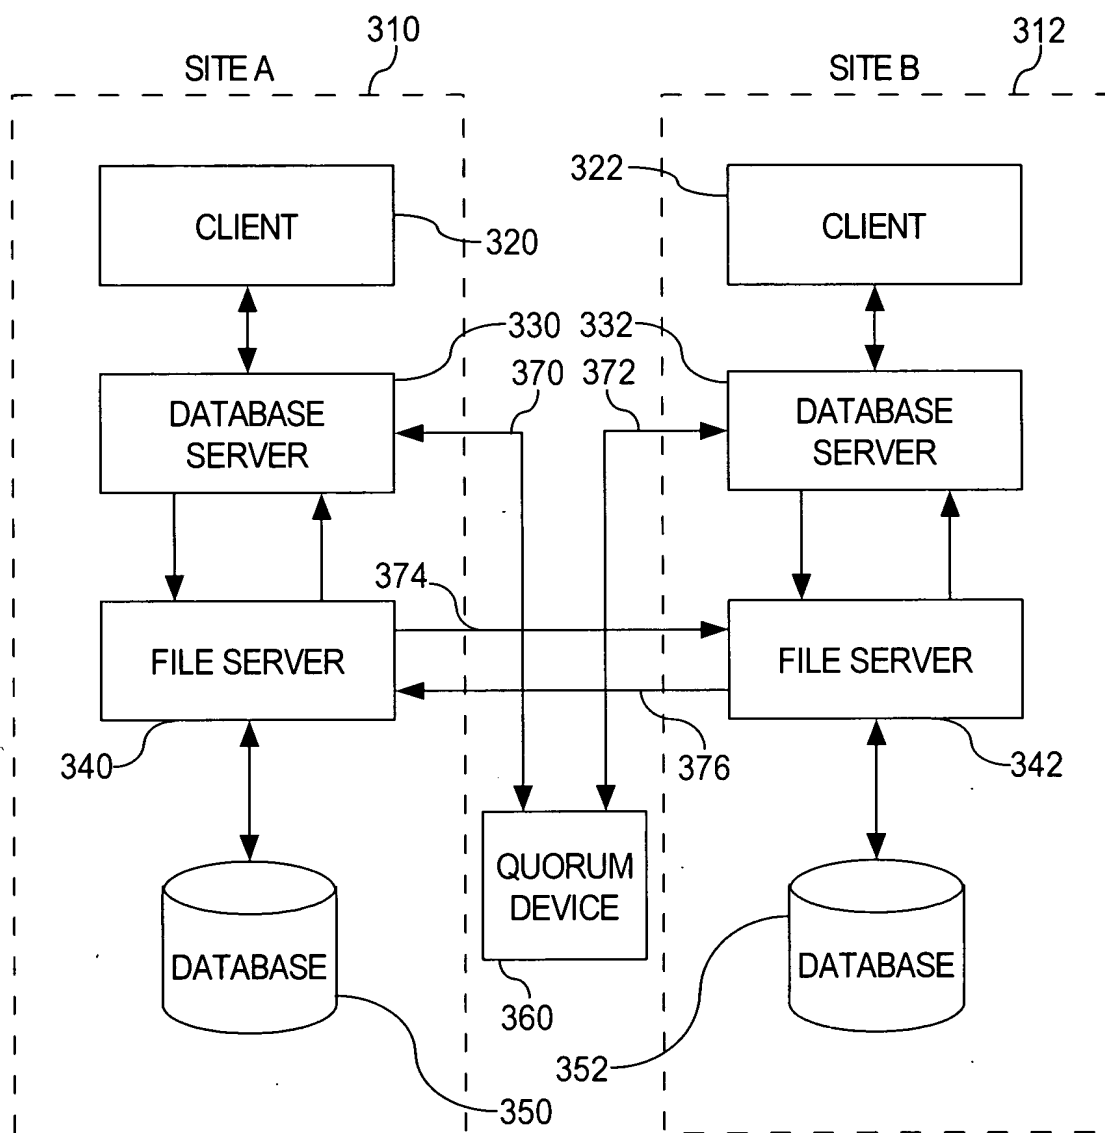 310
312
SITE A
SITE B
CLIENT
320
322
CLIENT
330
332
370
372
DATABASE
SERVER
DATABASE
SERVER
374
FILE SERVER
FILE SERVER
340
376
342
QUORUM
DEVICE
DATABASE
DATABASE
360
352
350